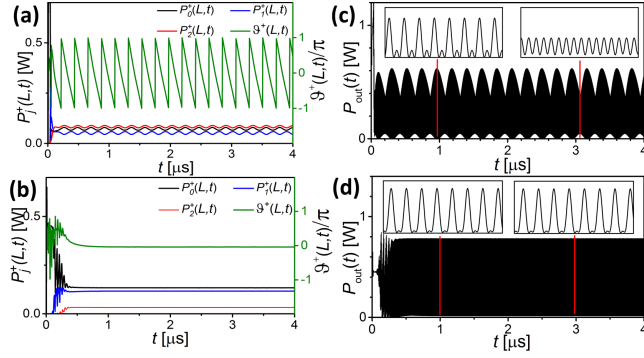 (a)
P₀⁺(L,t) P₁⁺(L,t)
P₂⁺(L,t) ϑ⁺(L,t)/π
Pⱼ⁺(L,t) [W]
0.5
0.0
ϑ⁺(L,t)/π
1
0
-1
0 1 2 3 4
t [μs]
(c)
P_out(t) [W]
1
0
0 1 2 3 4
t [μs]
(b)
P₀⁺(L,t) P₁⁺(L,t)
P₂⁺(L,t) ϑ⁺(L,t)/π
Pⱼ⁺(L,t) [W]
0.5
0.0
ϑ⁺(L,t)/π
1
0
-1
0 1 2 3 4
t [μs]
(d)
P_out(t) [W]
1
0
0 1 2 3 4
t [μs]